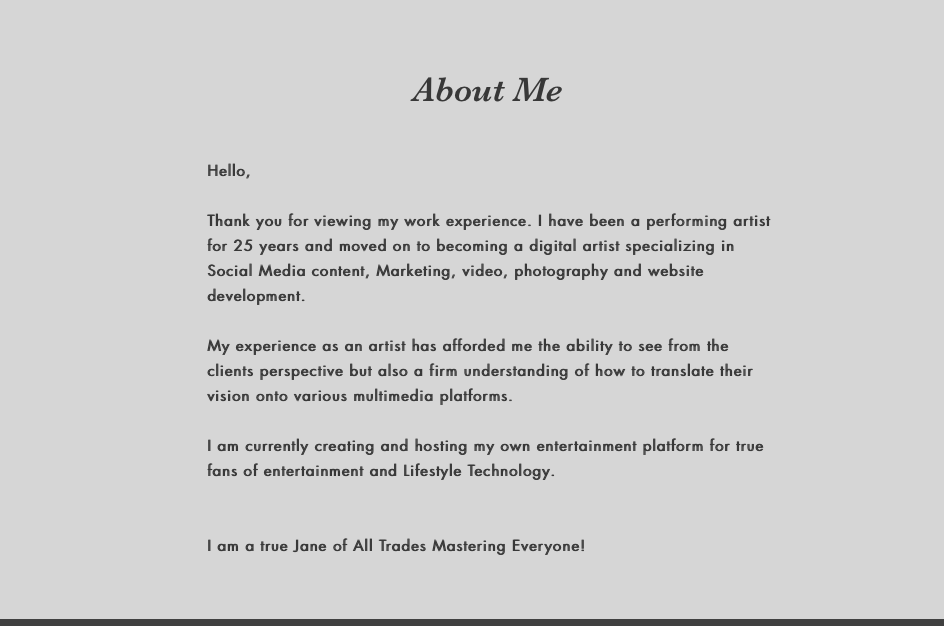 About Me
Hello,
Thank you for viewing my work experience. I have been a performing artist
for 25 years and moved on to becoming a digital artist specializing in
Social Media content, Marketing, video, photography and website
development.
My experience as an artist has afforded me the ability to see from the
clients perspective but also a firm understanding of how to translate their
vision onto various multimedia platforms.
I am currently creating and hosting my own entertainment platform for true
fans of entertainment and Lifestyle Technology.
I am a true Jane of All Trades Mastering Everyone!